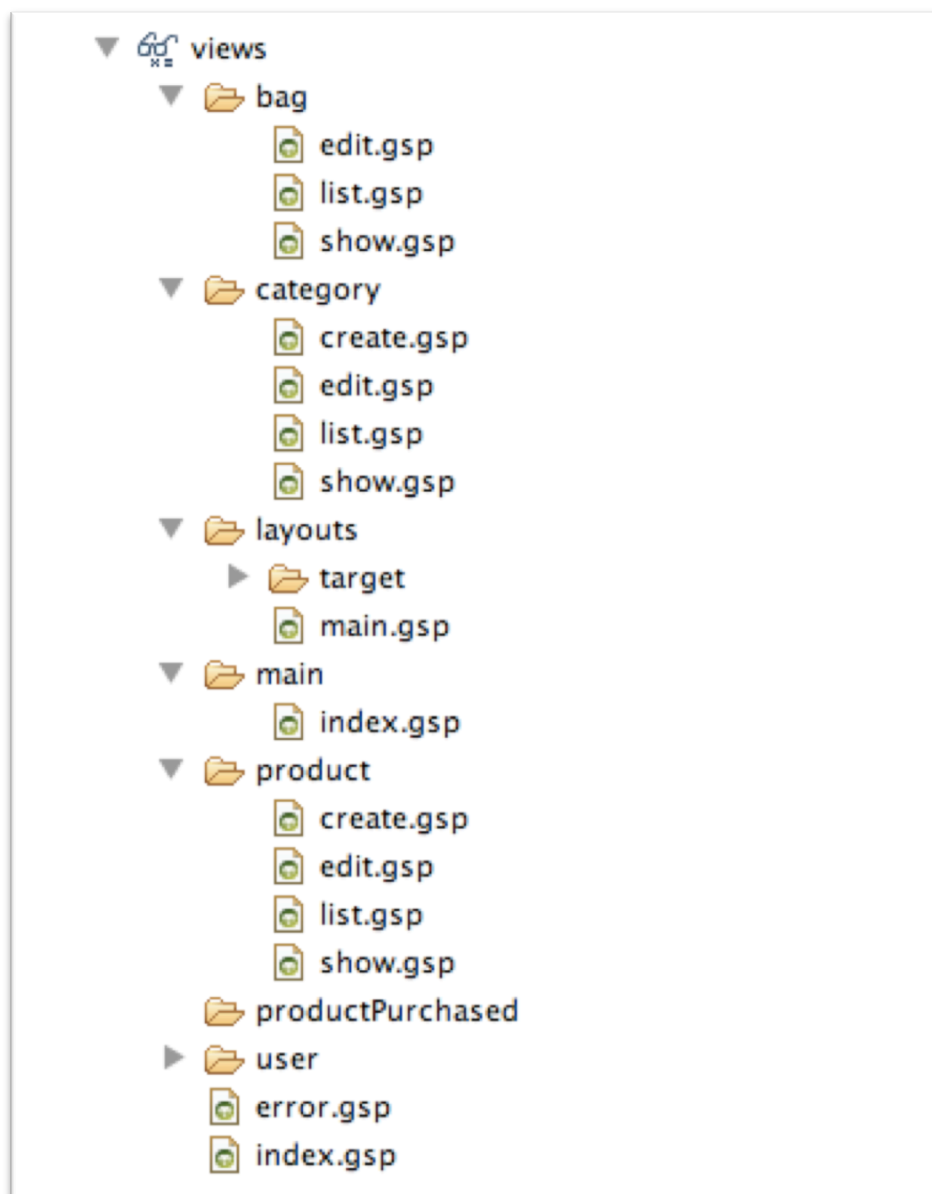 views
bag
edit.gsp
list.gsp
show.gsp
category
create.gsp
edit.gsp
list.gsp
show.gsp
layouts
target
main.gsp
main
index.gsp
product
create.gsp
edit.gsp
list.gsp
show.gsp
productPurchased
user
error.gsp
index.gsp